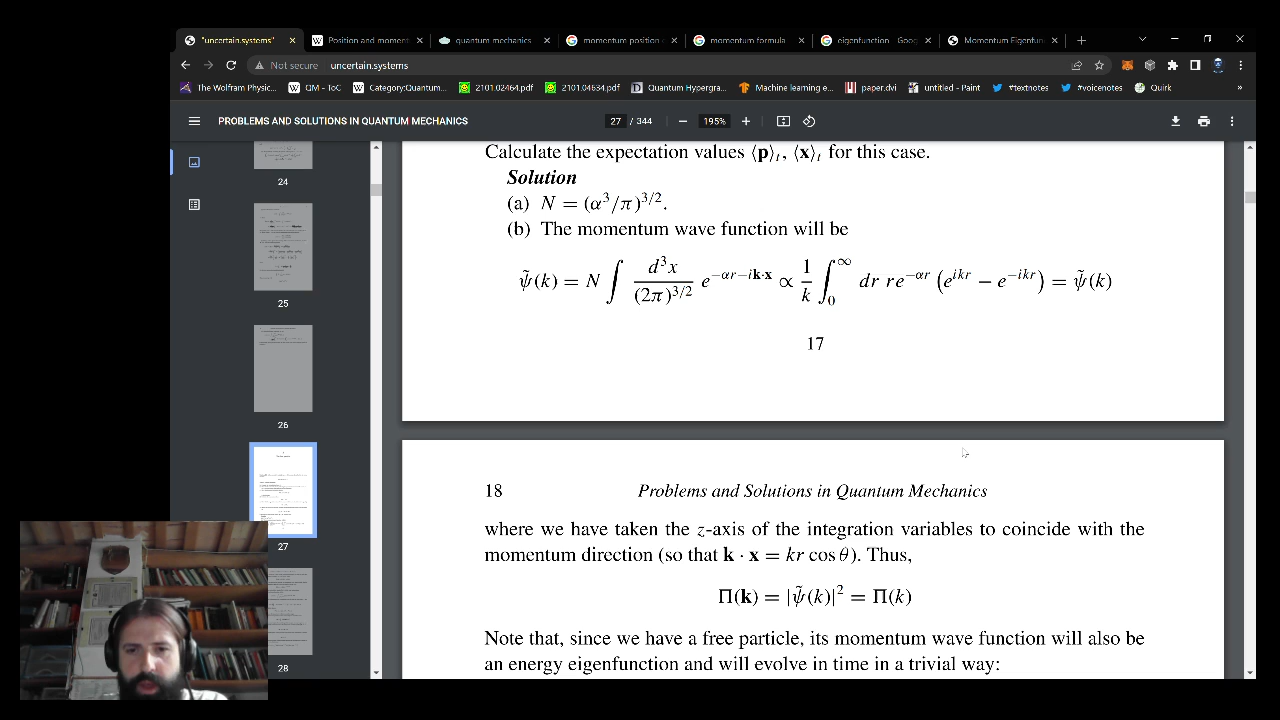 "uncertain.systems"
Position and moment
quantum mechanics
momentum position
momentum formula
eigenfunction - Goog
Momentum Eigenfun
Not secure uncertain.systems
The Wolfram Physic... QM - IoC Category:Quantum... 2101.02464.pdf 2101.04634.pdf Quantum Hypergra... Machine learning e... paper.dvi untitled - Paint #textnotes #voicenotes Quirk »
PROBLEMS AND SOLUTIONS IN QUANTUM MECHANICS 27 / 344 − 195% +
24
25
26
27
28
Calculate the expectation values ⟨p⟩t, ⟨x⟩t for this case.
Solution
(a) N = (α³/π)^3/2.
(b) The momentum wave function will be
ψ̃(k) = N ∫ d³x/(2π)^3/2 e^−αr−ik·x ∝ 1/k ∫₀^∞ dr re^−αr (e^ikr − e^−ikr) = ψ̃(k)
17
18 Problems and Solutions in Quantum Mechanics
where we have taken the z-axis of the integration variables to coincide with the
momentum direction (so that k · x = kr cos θ). Thus,
Π(k) = |ψ̃(k)|² = Π(k)
Note that, since we have a free particle, its momentum wave function will also be
an energy eigenfunction and will evolve in time in a trivial way: